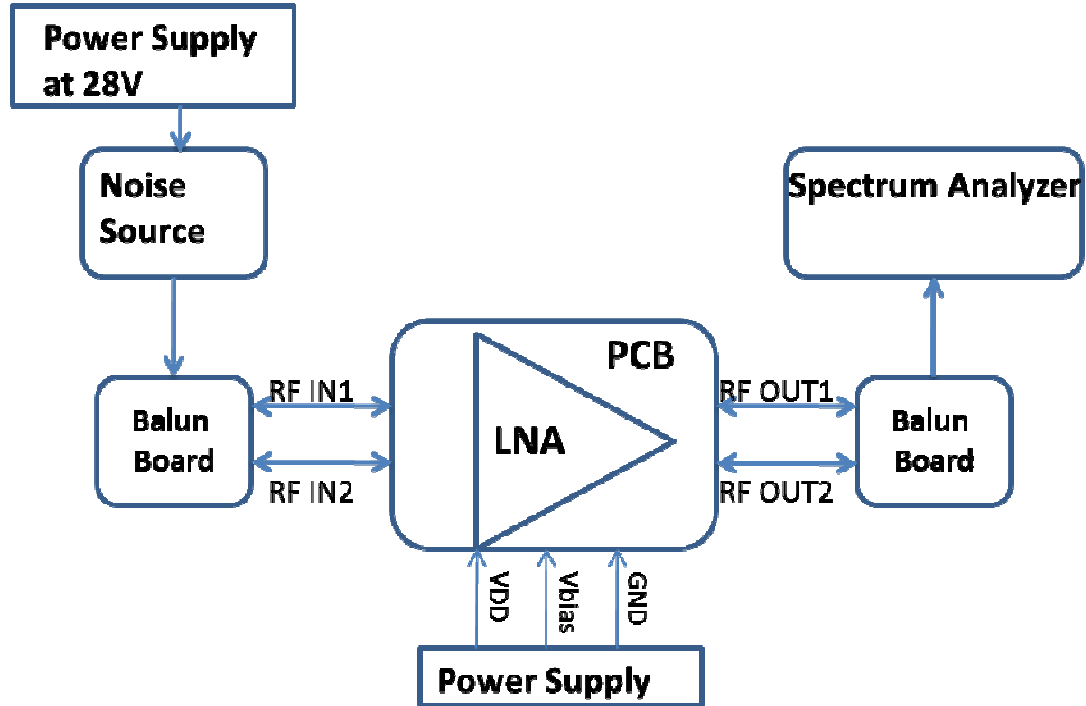 Power Supply
at 28V
Noise
Source
Spectrum Analyzer
PCB
RF IN1
RF OUT1
Balun
Board
LNA
Balun
Board
RF IN2
RF OUT2
VDD
Vbias
GND
Power Supply